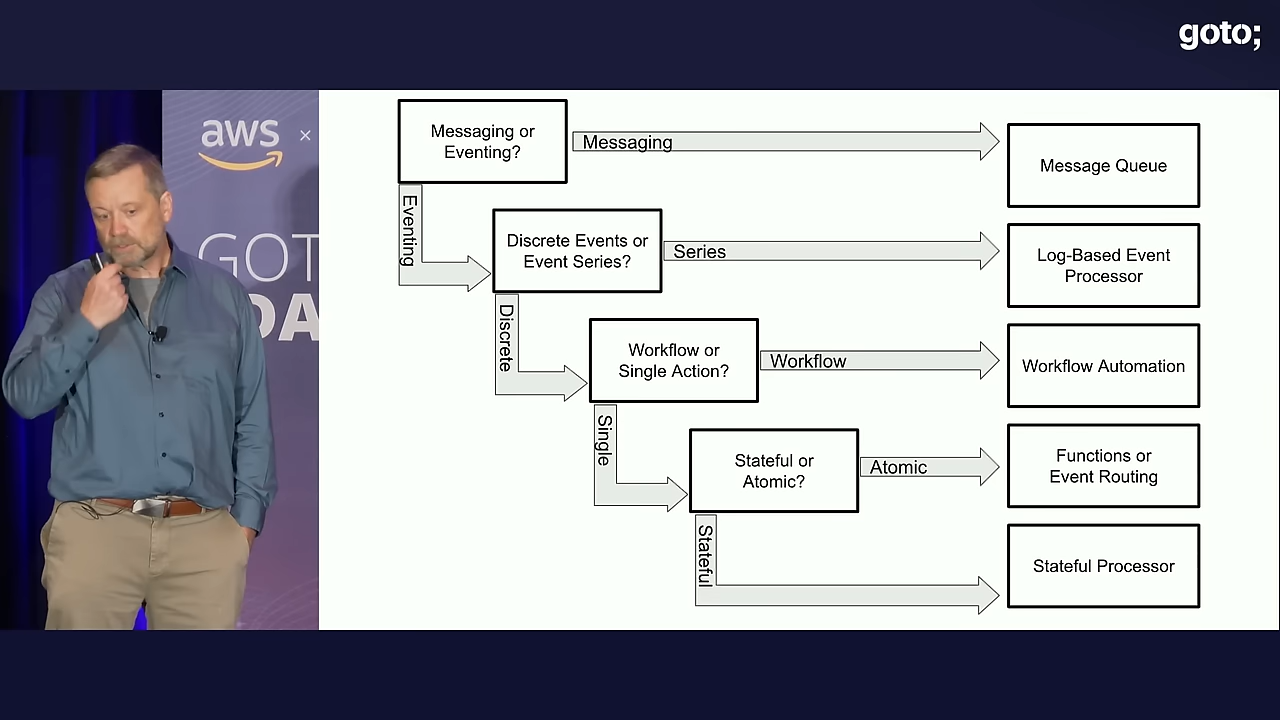 goto;
aws ×
GOT
DA
Messaging or
Eventing?
Messaging
Message Queue
Eventing
Discrete Events or
Event Series?
Series
Log-Based Event
Processor
Discrete
Workflow or
Single Action?
Workflow
Workflow Automation
Single
Stateful or
Atomic?
Atomic
Functions or
Event Routing
Stateful
Stateful Processor